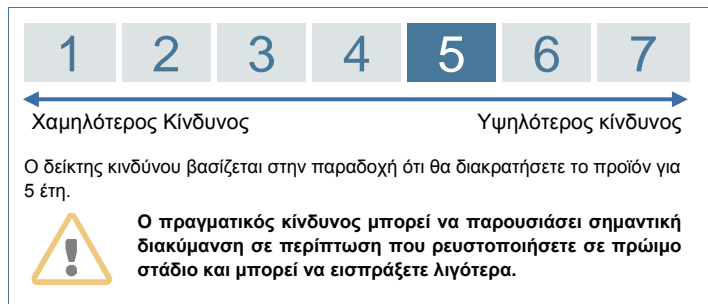 1 2 3 4 5 6 7
Χαμηλότερος Κίνδυνος Υψηλότερος κίνδυνος
Ο δείκτης κινδύνου βασίζεται στην παραδοχή ότι θα διακρατήσετε το προϊόν για
5 έτη.
Ο πραγματικός κίνδυνος μπορεί να παρουσιάσει σημαντική
διακύμανση σε περίπτωση που ρευστοποιήσετε σε πρώιμο
στάδιο και μπορεί να εισπράξετε λιγότερα.